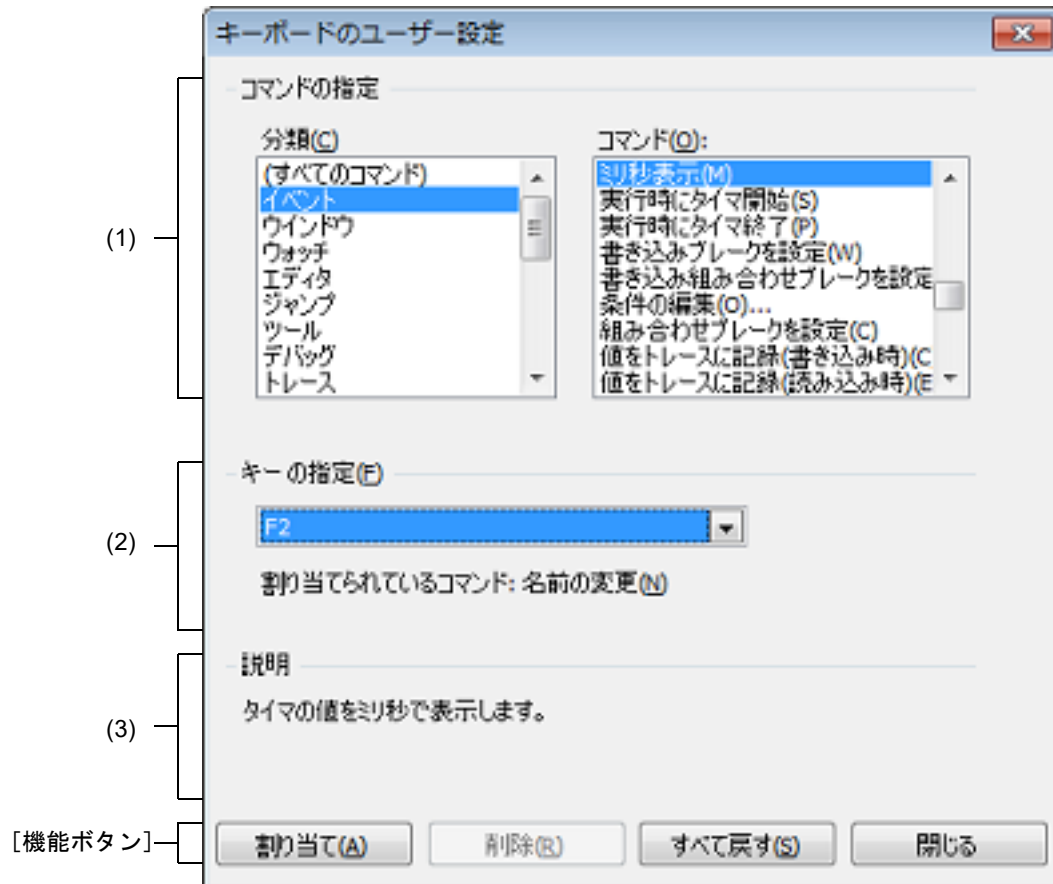 キーボードのユーザー設定
(1)
コマンドの指定
分類(C)
(すべてのコマンド)
イベント
ウインドウ
ウォッチ
エディタ
ジャンプ
ツール
デバッグ
トレース
コマンド(O):
ミリ秒表示(M)
実行時にタイマ開始(S)
実行時にタイマ終了(P)
書き込みブレークを設定(W)
書き込み組み合わせブレークを設定
条件の編集(O)...
組み合わせブレークを設定(C)
値をトレースに記録(書き込み時)(C
値をトレースに記録(読み込み時)(E
(2)
キーの指定(F)
F2
割り当てられているコマンド: 名前の変更(N)
(3)
説明
タイマの値をミリ秒で表示します。
[機能ボタン]
割り当て(A)
削除(R)
すべて戻す(S)
閉じる